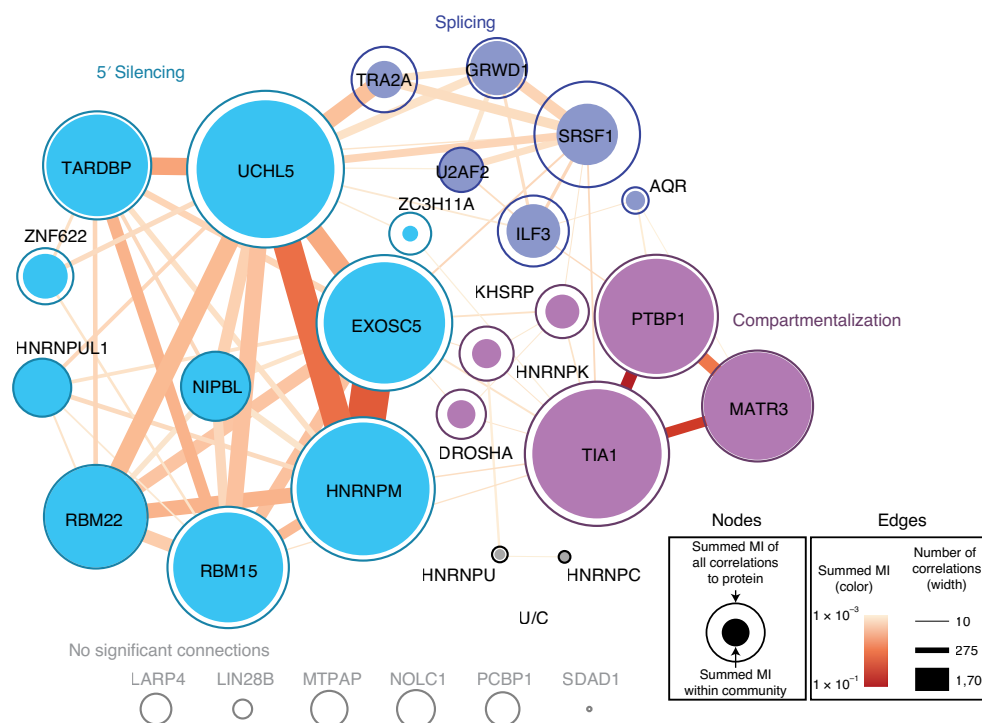 Splicing
5′ Silencing
TRA2A
GRWD1
SRSF1
TARDBP
UCHL5
U2AF2
AQR
ZC3H11A
ZNF622
ILF3
KHSRP
EXOSC5
PTBP1
Compartmentalization
HNRNPUL1
HNRNPK
NIPBL
MATR3
DROSHA
TIA1
HNRNPM
RBM22
RBM15
HNRNPU
HNRNPC
U/C
Nodes
Summed MI of
all correlations
to protein
Summed MI
within community
Edges
Summed MI
(color)
1 × 10⁻³
1 × 10⁻¹
Number of
correlations
(width)
10
275
1,70
No significant connections
LARP4
LIN28B
MTPAP
NOLC1
PCBP1
SDAD1